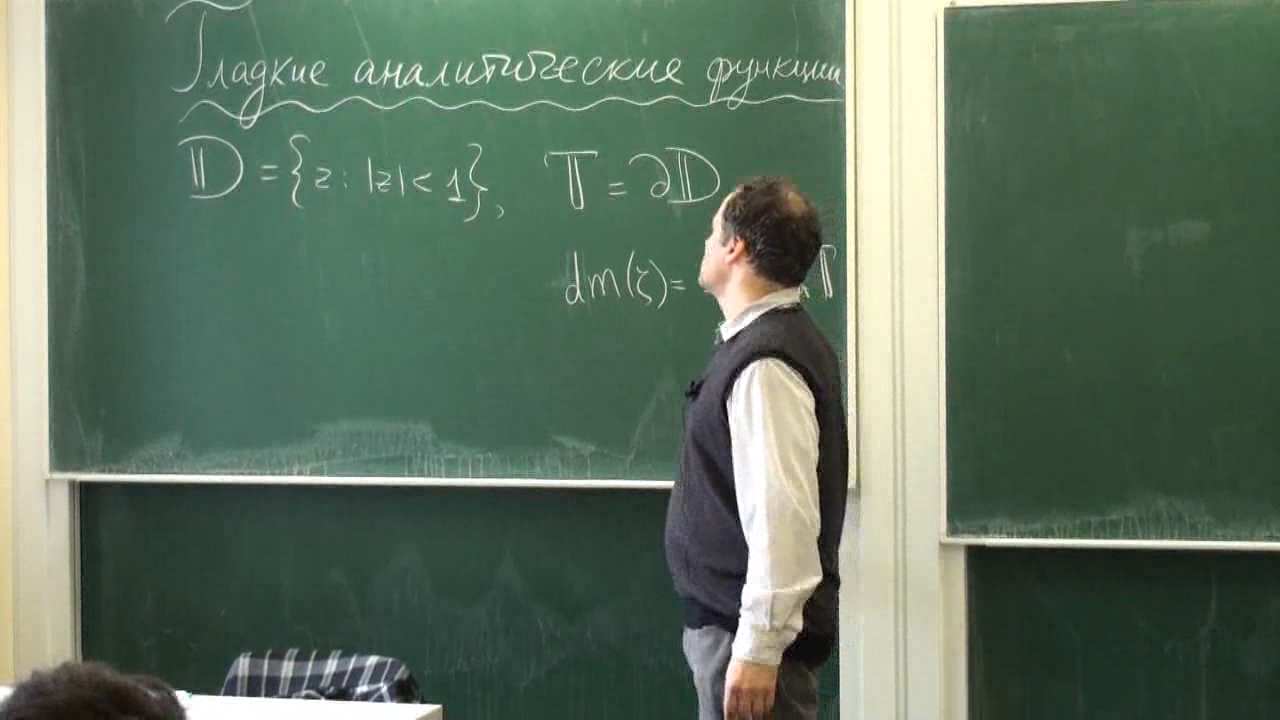 Гладкие аналитические функции
𝔻 = {z : |z| < 1}, 𝕋 = ∂𝔻
dm(ζ) = 𝕋